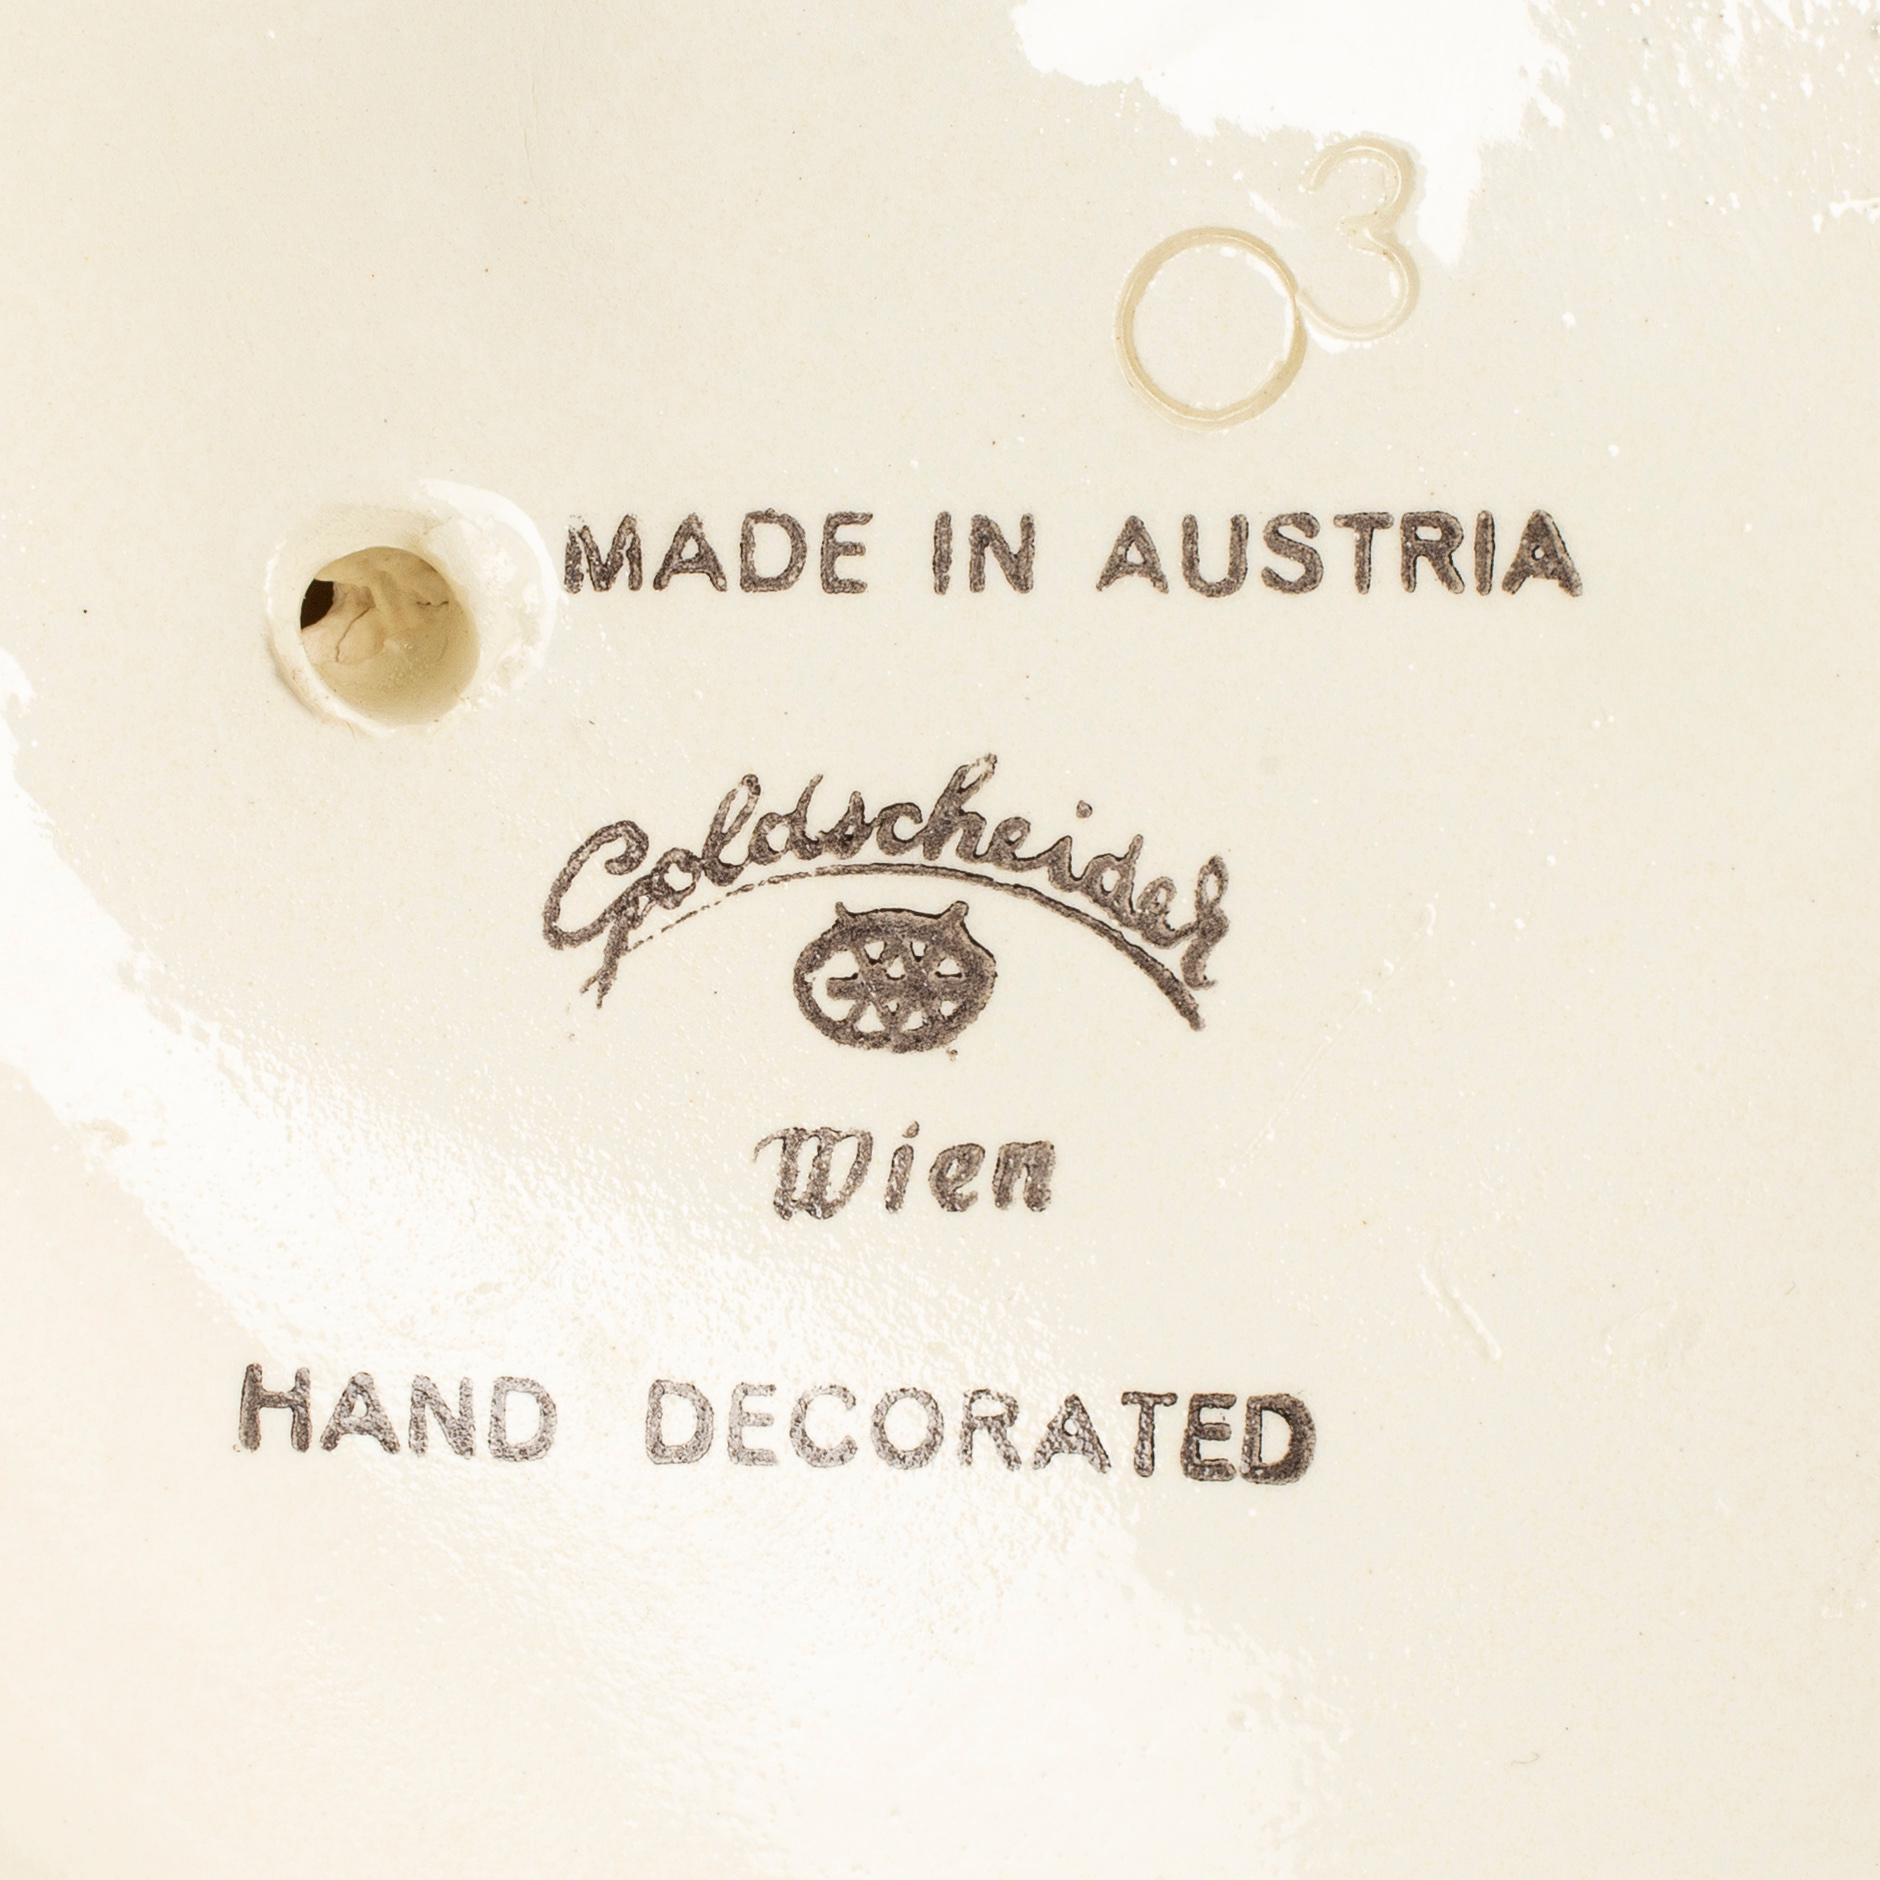 03
MADE IN AUSTRIA
Goldscheider
Wien
HAND DECORATED